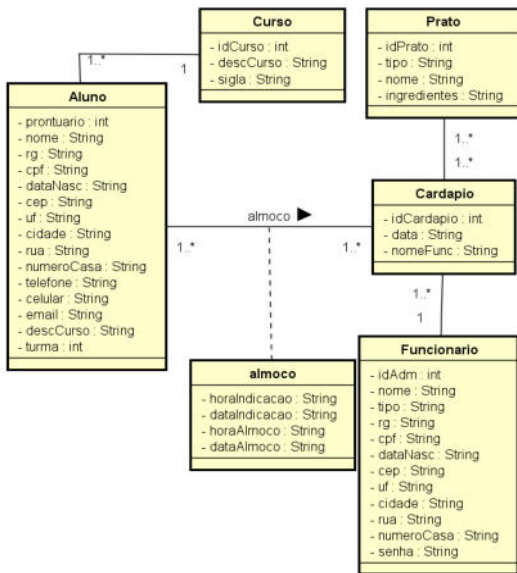 Curso
- idCurso : int
- descCurso : String
- sigla : String
1..*
1
Prato
- idPrato : int
- tipo : String
- nome : String
- ingredientes : String
1..*
1..*
Aluno
- prontuario : int
- nome : String
- rg : String
- cpf : String
- dataNasc : String
- cep : String
- uf : String
- cidade : String
- rua : String
- numeroCasa : String
- telefone : String
- celular : String
- email : String
- descCurso : String
- turma : int
almoco ►
1..*
1..*
Cardapio
- idCardapio : int
- data : String
- nomeFunc : String
1..*
1
almoco
- horaIndicacao : String
- dataIndicacao : String
- horaAlmoco : String
- dataAlmoco : String
Funcionario
- idAdm : int
- nome : String
- tipo : String
- rg : String
- cpf : String
- dataNasc : String
- cep : String
- uf : String
- cidade : String
- rua : String
- numeroCasa : String
- senha : String